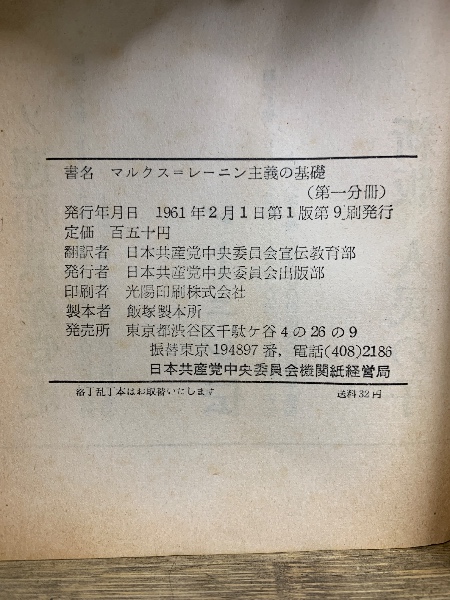 書名 マルクス=レーニン主義の基礎
(第一分冊)
発行年月日 1961年2月1日第1版第9刷発行
定価 百五十円
翻訳者 日本共産党中央委員会宣伝教育部
発行者 日本共産党中央委員会出版部
印刷者 光陽印刷株式会社
製本者 飯塚製本所
発売所 東京都渋谷区千駄ケ谷4の26の9
振替東京194897番,電話(408)2186
日本共産党中央委員会機関紙経営局
落丁乱丁本はお取替いたします 送料32円